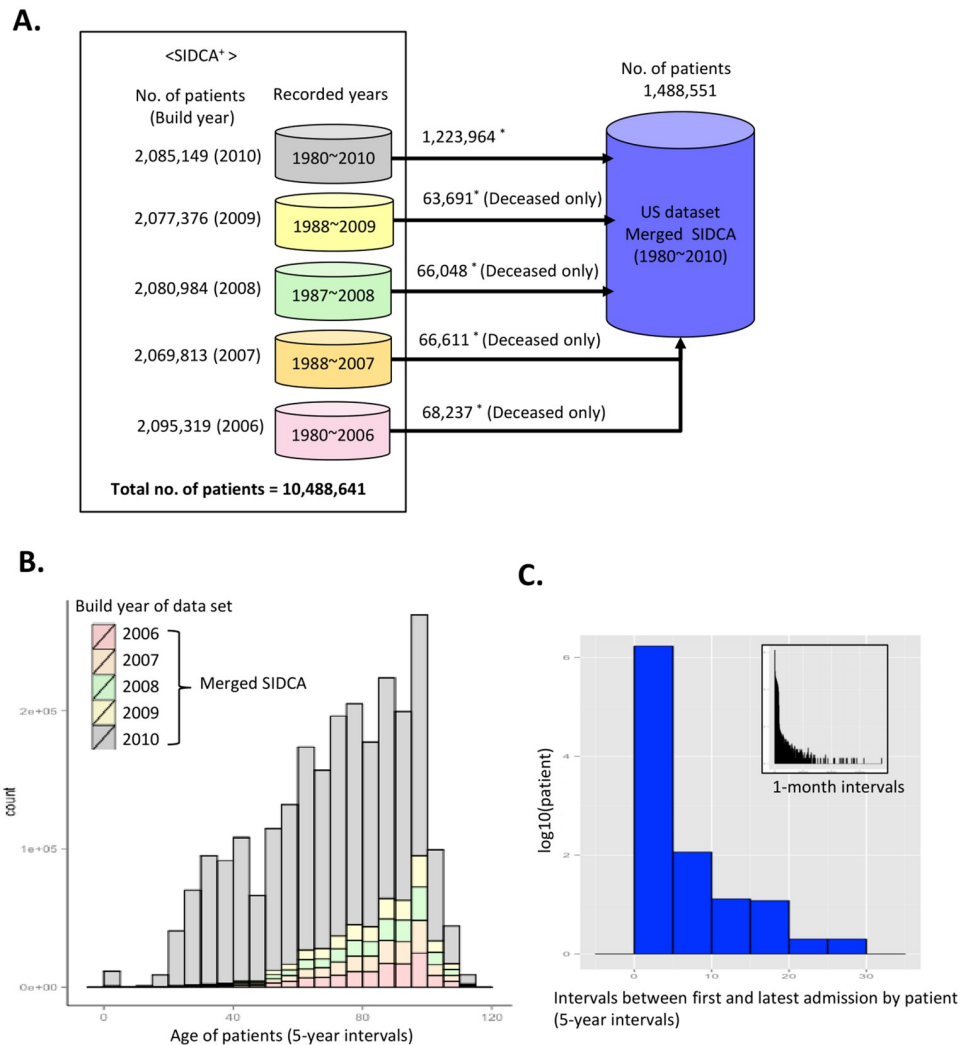 A.
<SIDCA+ >
No. of patients
(Build year)
Recorded years
2,085,149 (2010)
1980~2010
1,223,964 *
2,077,376 (2009)
1988~2009
63,691* (Deceased only)
2,080,984 (2008)
1987~2008
66,048 * (Deceased only)
2,069,813 (2007)
1988~2007
66,611 * (Deceased only)
2,095,319 (2006)
1980~2006
68,237 * (Deceased only)
Total no. of patients = 10,488,641
No. of patients
1,488,551
US dataset
Merged SIDCA
(1980~2010)
B.
Build year of data set
2006
2007
2008
2009
2010
Merged SIDCA
2e+05
1e+05
0e+00
count
0
40
80
120
Age of patients (5-year intervals)
C.
6
4
2
0
log10(patient)
1-month intervals
0
10
20
30
Intervals between first and latest admission by patient
(5-year intervals)